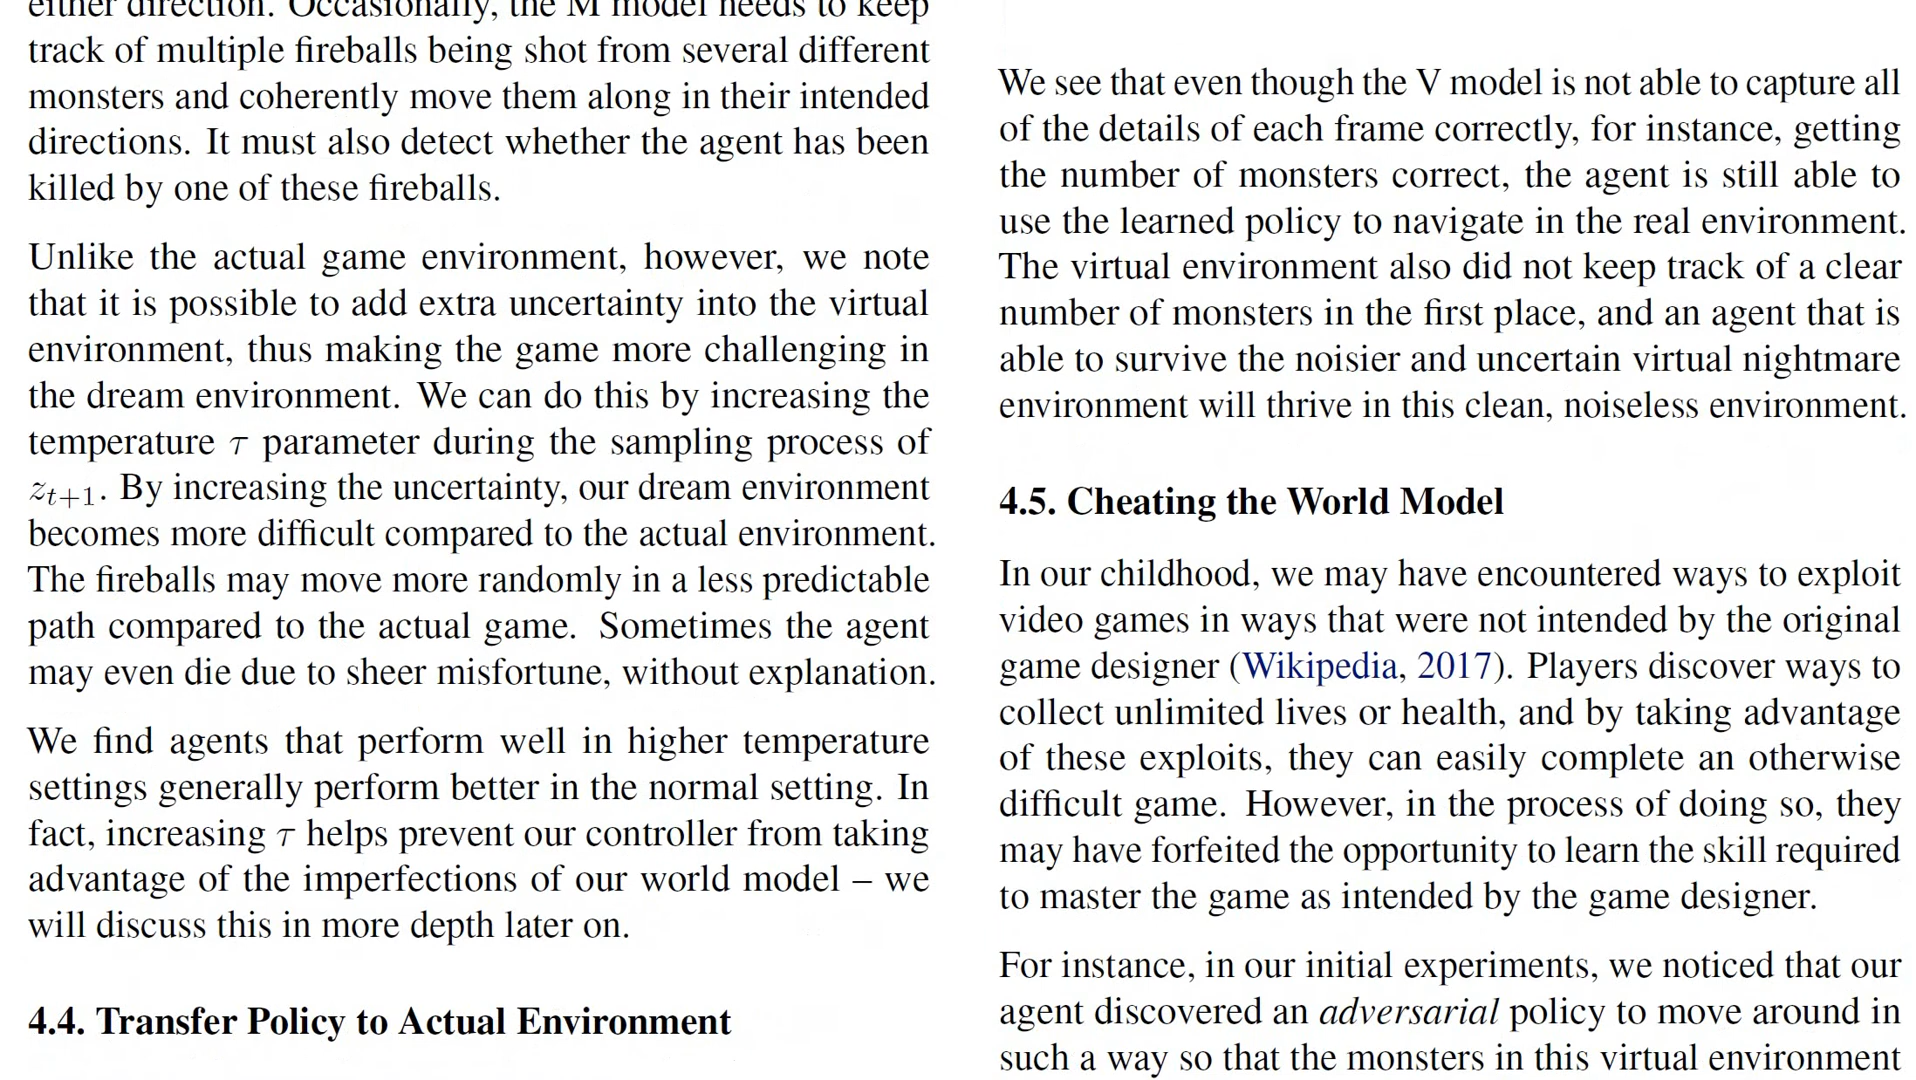 either direction. Occasionally, the M model needs to keep
track of multiple fireballs being shot from several different
monsters and coherently move them along in their intended
directions. It must also detect whether the agent has been
killed by one of these fireballs.
Unlike the actual game environment, however, we note
that it is possible to add extra uncertainty into the virtual
environment, thus making the game more challenging in
the dream environment. We can do this by increasing the
temperature τ parameter during the sampling process of
z_{t+1}. By increasing the uncertainty, our dream environment
becomes more difficult compared to the actual environment.
The fireballs may move more randomly in a less predictable
path compared to the actual game. Sometimes the agent
may even die due to sheer misfortune, without explanation.
We find agents that perform well in higher temperature
settings generally perform better in the normal setting. In
fact, increasing τ helps prevent our controller from taking
advantage of the imperfections of our world model – we
will discuss this in more depth later on.
4.4. Transfer Policy to Actual Environment
We see that even though the V model is not able to capture all
of the details of each frame correctly, for instance, getting
the number of monsters correct, the agent is still able to
use the learned policy to navigate in the real environment.
The virtual environment also did not keep track of a clear
number of monsters in the first place, and an agent that is
able to survive the noisier and uncertain virtual nightmare
environment will thrive in this clean, noiseless environment.
4.5. Cheating the World Model
In our childhood, we may have encountered ways to exploit
video games in ways that were not intended by the original
game designer (Wikipedia, 2017). Players discover ways to
collect unlimited lives or health, and by taking advantage
of these exploits, they can easily complete an otherwise
difficult game. However, in the process of doing so, they
may have forfeited the opportunity to learn the skill required
to master the game as intended by the game designer.
For instance, in our initial experiments, we noticed that our
agent discovered an adversarial policy to move around in
such a way so that the monsters in this virtual environment